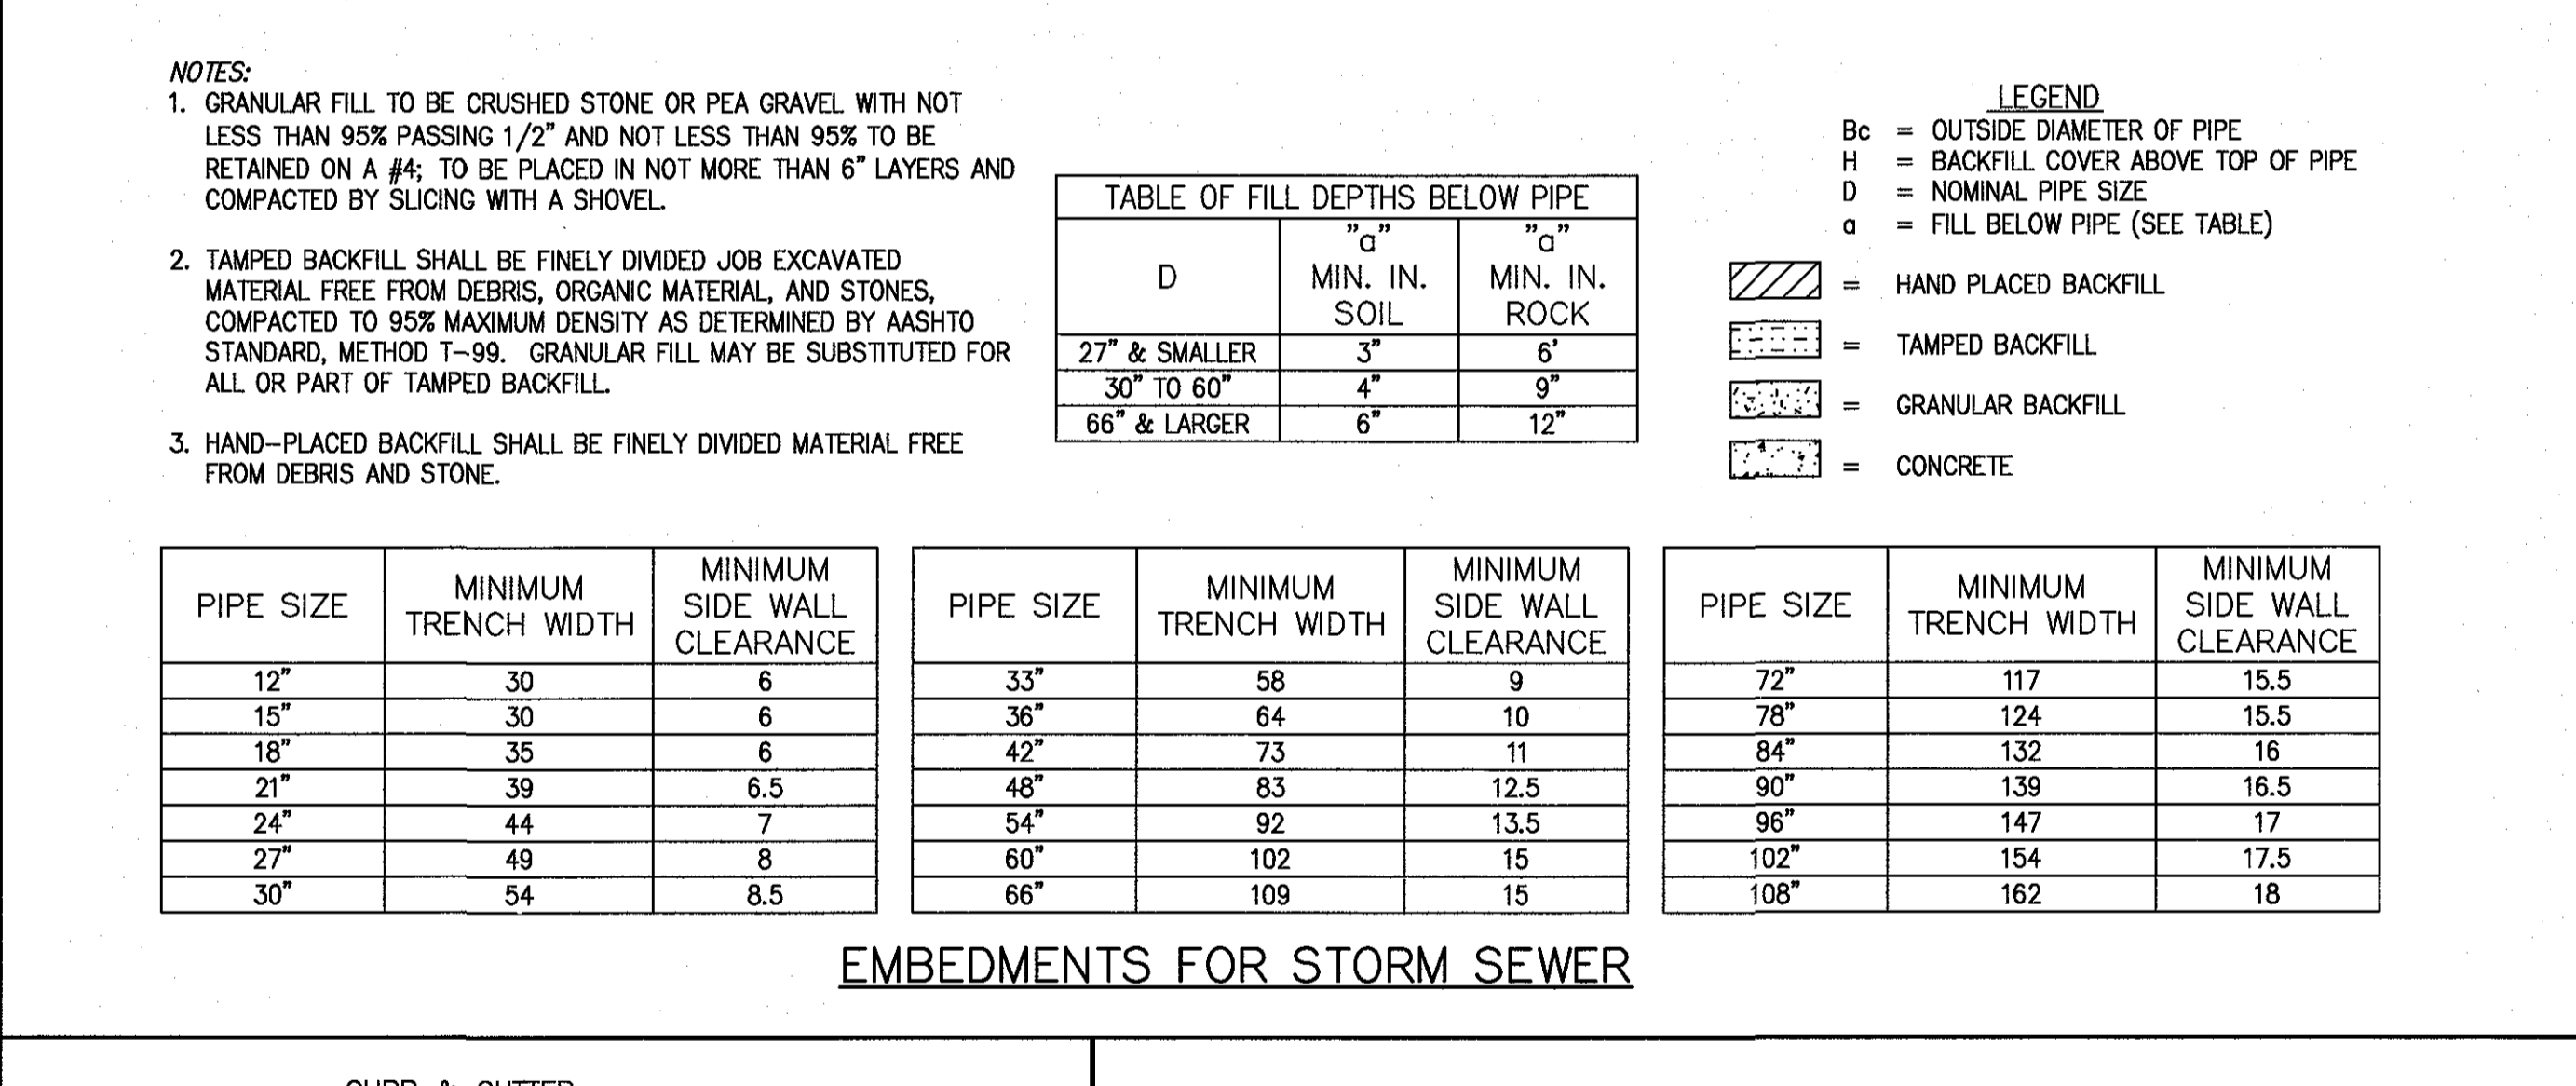 NOTES:
1. GRANULAR FILL TO BE CRUSHED STONE OR PEA GRAVEL WITH NOT
LESS THAN 95% PASSING 1/2" AND NOT LESS THAN 95% TO BE
RETAINED ON A #4; TO BE PLACED IN NOT MORE THAN 6" LAYERS AND
COMPACTED BY SLICING WITH A SHOVEL.
2. TAMPED BACKFILL SHALL BE FINELY DIVIDED JOB EXCAVATED
MATERIAL FREE FROM DEBRIS, ORGANIC MATERIAL, AND STONES,
COMPACTED TO 95% MAXIMUM DENSITY AS DETERMINED BY AASHTO
STANDARD, METHOD T-99. GRANULAR FILL MAY BE SUBSTITUTED FOR
ALL OR PART OF TAMPED BACKFILL.
3. HAND-PLACED BACKFILL SHALL BE FINELY DIVIDED MATERIAL FREE
FROM DEBRIS AND STONE.
TABLE OF FILL DEPTHS BELOW PIPE
D
"a"
MIN. IN.
SOIL
"a"
MIN. IN.
ROCK
27" & SMALLER 3" 6'
30" TO 60" 4" 9"
66" & LARGER 6" 12"
LEGEND
Bc = OUTSIDE DIAMETER OF PIPE
H = BACKFILL COVER ABOVE TOP OF PIPE
D = NOMINAL PIPE SIZE
a = FILL BELOW PIPE (SEE TABLE)
= HAND PLACED BACKFILL
= TAMPED BACKFILL
= GRANULAR BACKFILL
= CONCRETE
PIPE SIZE
MINIMUM
TRENCH WIDTH
MINIMUM
SIDE WALL
CLEARANCE
12" 30 6
15" 30 6
18" 35 6
21" 39 6.5
24" 44 7
27" 49 8
30" 54 8.5
PIPE SIZE
MINIMUM
TRENCH WIDTH
MINIMUM
SIDE WALL
CLEARANCE
33" 58 9
36" 64 10
42" 73 11
48" 83 12.5
54" 92 13.5
60" 102 15
66" 109 15
PIPE SIZE
MINIMUM
TRENCH WIDTH
MINIMUM
SIDE WALL
CLEARANCE
72" 117 15.5
78" 124 15.5
84" 132 16
90" 139 16.5
96" 147 17
102" 154 17.5
108" 162 18
EMBEDMENTS FOR STORM SEWER
CURB & GUTTER